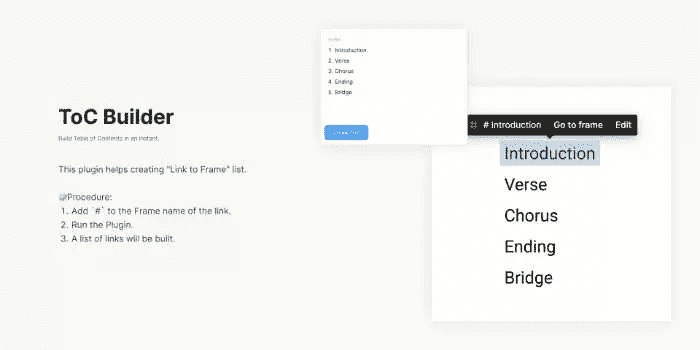 ToC Builder
Build Table of Contents in an Instant.
This plugin helps creating "Link to Frame" list.
Procedure:
1. Add `#` to the Frame name of the link.
2. Run the Plugin.
3. A list of links will be built.
1. Introduction
2. Verse
3. Chorus
4. Ending
5. Bridge
# Introduction Go to frame Edit
Introduction
Verse
Chorus
Ending
Bridge